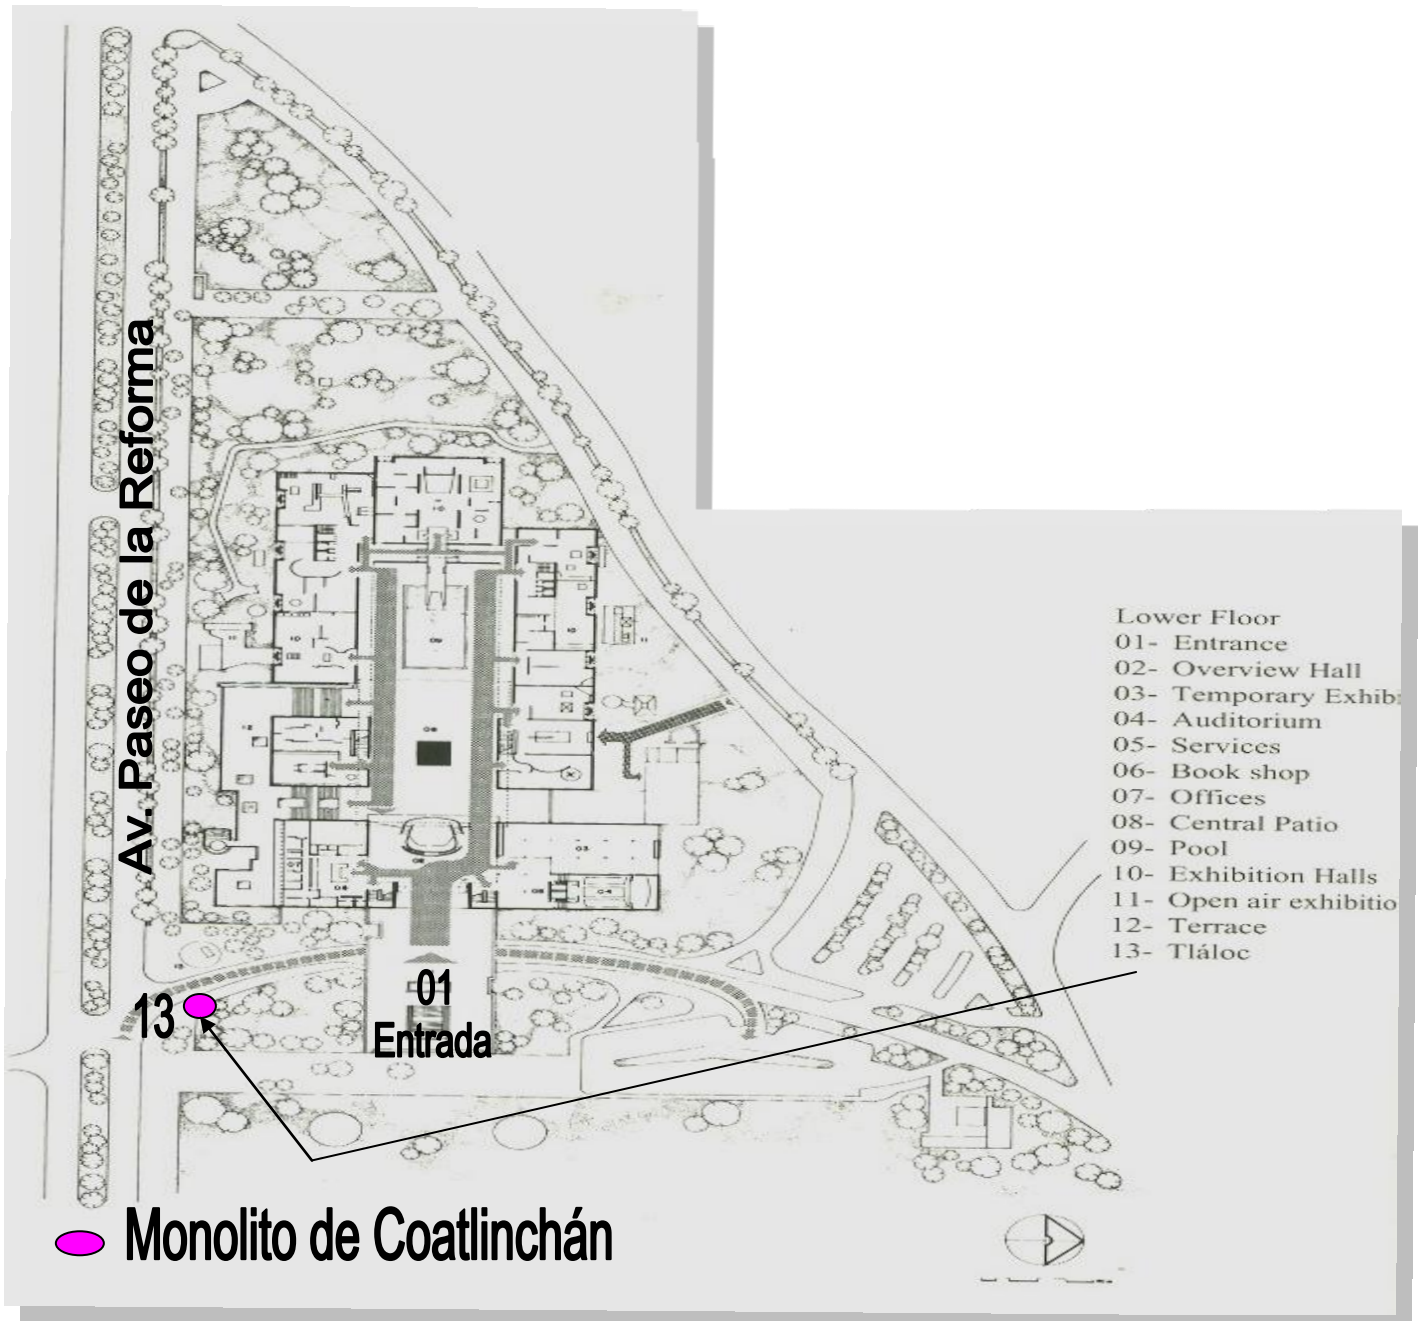 Av. Paseo de la Reforma
Lower Floor
01- Entrance
02- Overview Hall
03- Temporary Exhib
04- Auditorium
05- Services
06- Book shop
07- Offices
08- Central Patio
09- Pool
10- Exhibition Halls
11- Open air exhibitio
12- Terrace
13- Tláloc
13
01
Entrada
Monolito de Coatlinchán